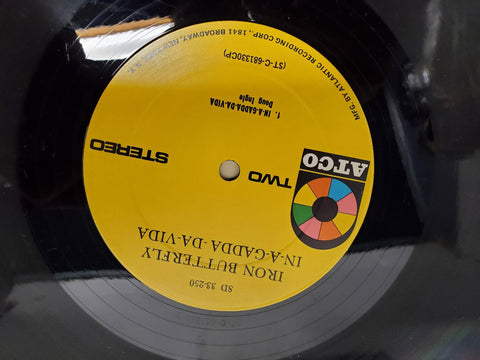 SD 33-250
IRON BUTTERFLY
IN-A-GADDA-DA-VIDA
ATCO
TWO
STEREO
1. IN-A-GADDA-DA-VIDA
Doug Ingle
(ST-C-681330CP)
MFG. BY ATLANTIC RECORDING CORP., 1841 BROADWAY, NEW YORK, N.Y.